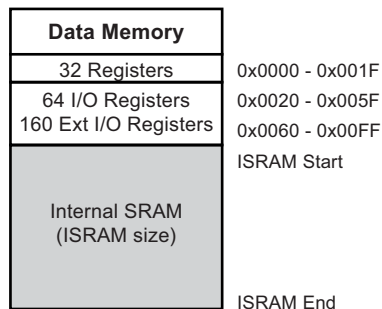 Data Memory
32 Registers 0x0000 - 0x001F
64 I/O Registers 0x0020 - 0x005F
160 Ext I/O Registers 0x0060 - 0x00FF
ISRAM Start
Internal SRAM
(ISRAM size)
ISRAM End